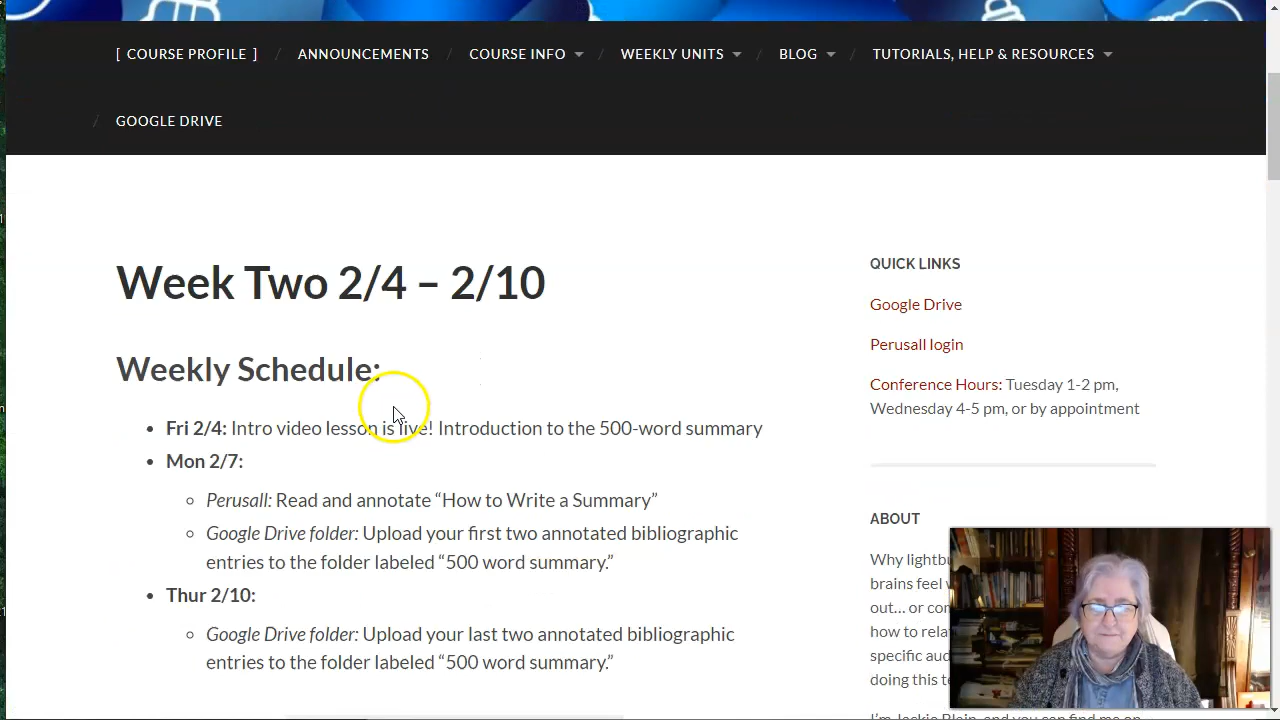 [ COURSE PROFILE ] / ANNOUNCEMENTS / COURSE INFO / WEEKLY UNITS / BLOG / TUTORIALS, HELP & RESOURCES
/ GOOGLE DRIVE
Week Two 2/4 – 2/10
Weekly Schedule:
• Fri 2/4: Intro video lesson is live! Introduction to the 500-word summary
• Mon 2/7:
◦ Perusall: Read and annotate “How to Write a Summary”
◦ Google Drive folder: Upload your first two annotated bibliographic
entries to the folder labeled “500 word summary.”
• Thur 2/10:
◦ Google Drive folder: Upload your last two annotated bibliographic
entries to the folder labeled “500 word summary.”
QUICK LINKS
Google Drive
Perusall login
Conference Hours: Tuesday 1-2 pm,
Wednesday 4-5 pm, or by appointment
ABOUT
Why
brains feel
out... or
how to
specific
doing this